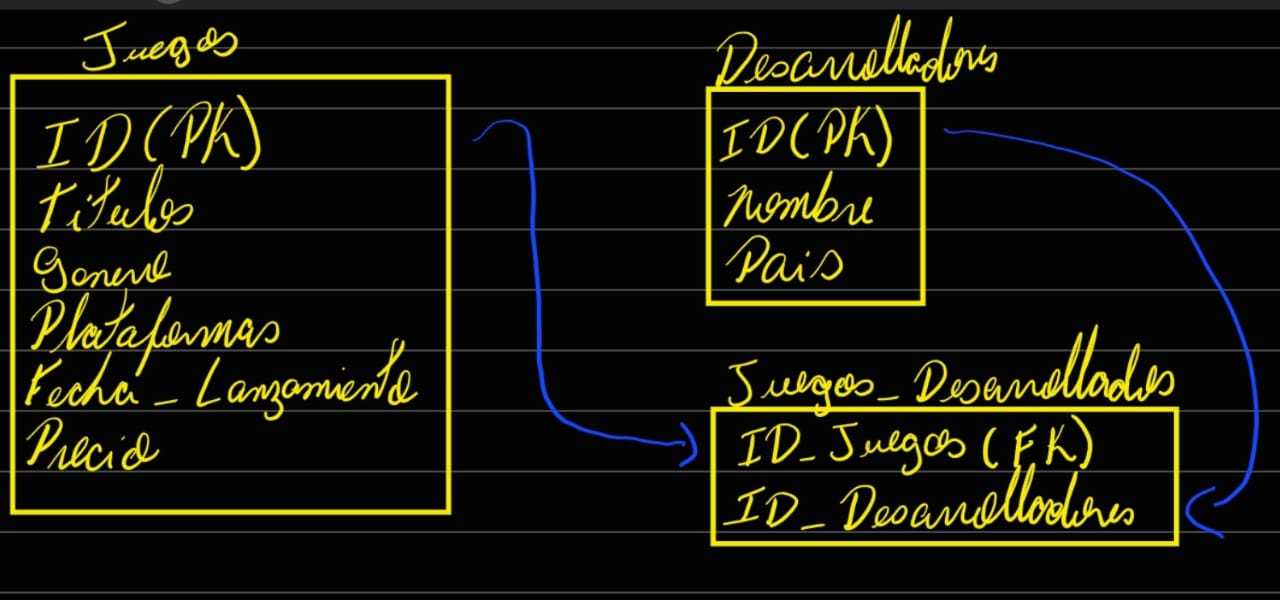 Juegos
ID (PK)
Titulos
Genero
Plataformas
Fecha_Lanzamiento
Precio
Desarrolladores
ID (PK)
Nombre
Pais
Juegos_Desarrollados
ID_Juegos (FK)
ID_Desarrolladores